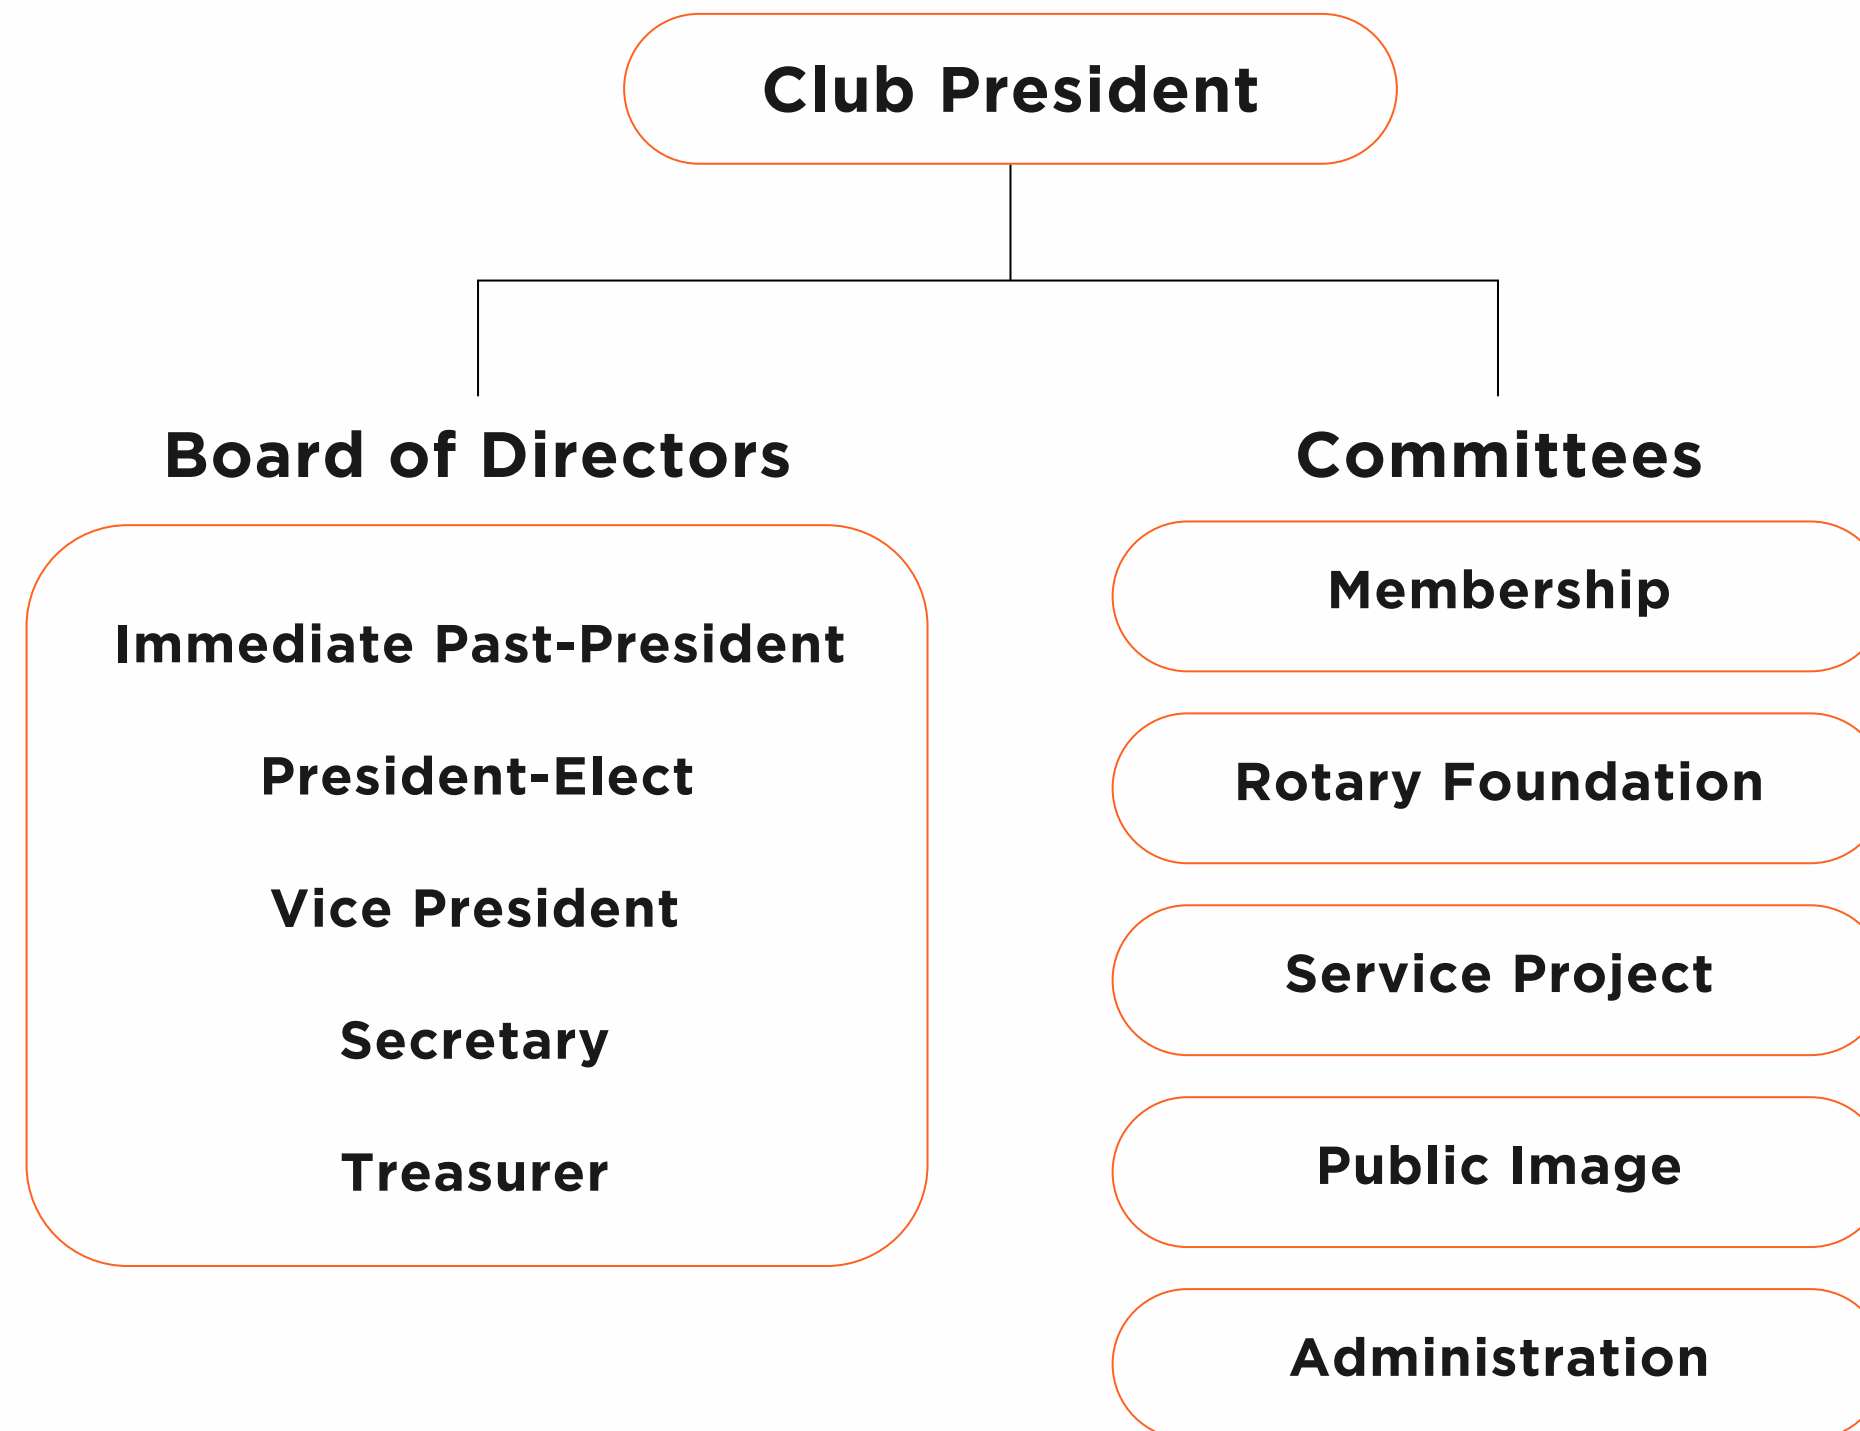 Club President
Board of Directors
Immediate Past-President
President-Elect
Vice President
Secretary
Treasurer
Committees
Membership
Rotary Foundation
Service Project
Public Image
Administration